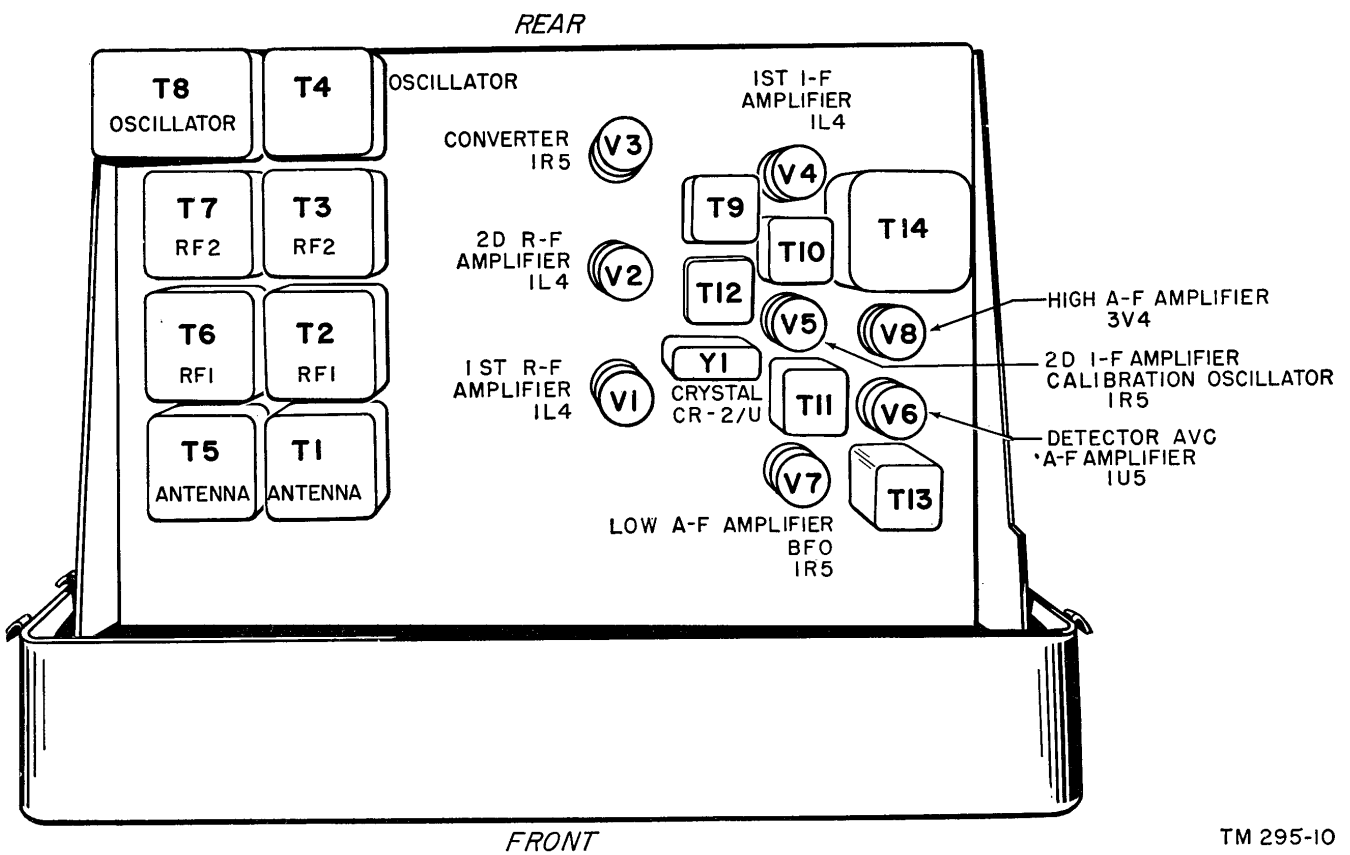 REAR
T8
OSCILLATOR
T4
OSCILLATOR
1ST I-F
AMPLIFIER
1L4
CONVERTER
1R5
V3
V4
T7
RF2
T3
RF2
T9
T14
T10
2D R-F
AMPLIFIER
1L4
V2
T12
HIGH A-F AMPLIFIER
3V4
V5
V8
T6
RF1
T2
RF1
Y1
CRYSTAL
CR-2/U
2D I-F AMPLIFIER
CALIBRATION OSCILLATOR
1R5
1ST R-F
AMPLIFIER
1L4
V1
T11
V6
DETECTOR AVC
A-F AMPLIFIER
1U5
T5
ANTENNA
T1
ANTENNA
V7
T13
LOW A-F AMPLIFIER
BFO
1R5
FRONT
TM 295-10